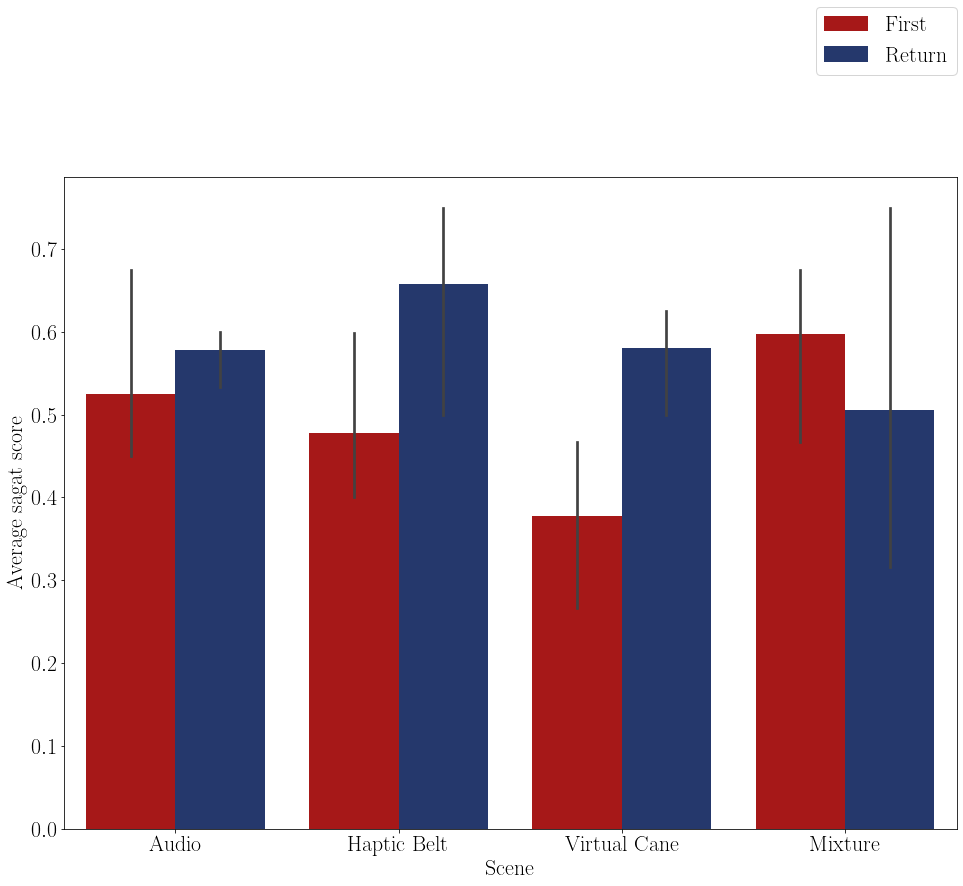 First
Return
Average sagat score
0.7
0.6
0.5
0.4
0.3
0.2
0.1
0.0
Audio
Haptic Belt
Virtual Cane
Mixture
Scene